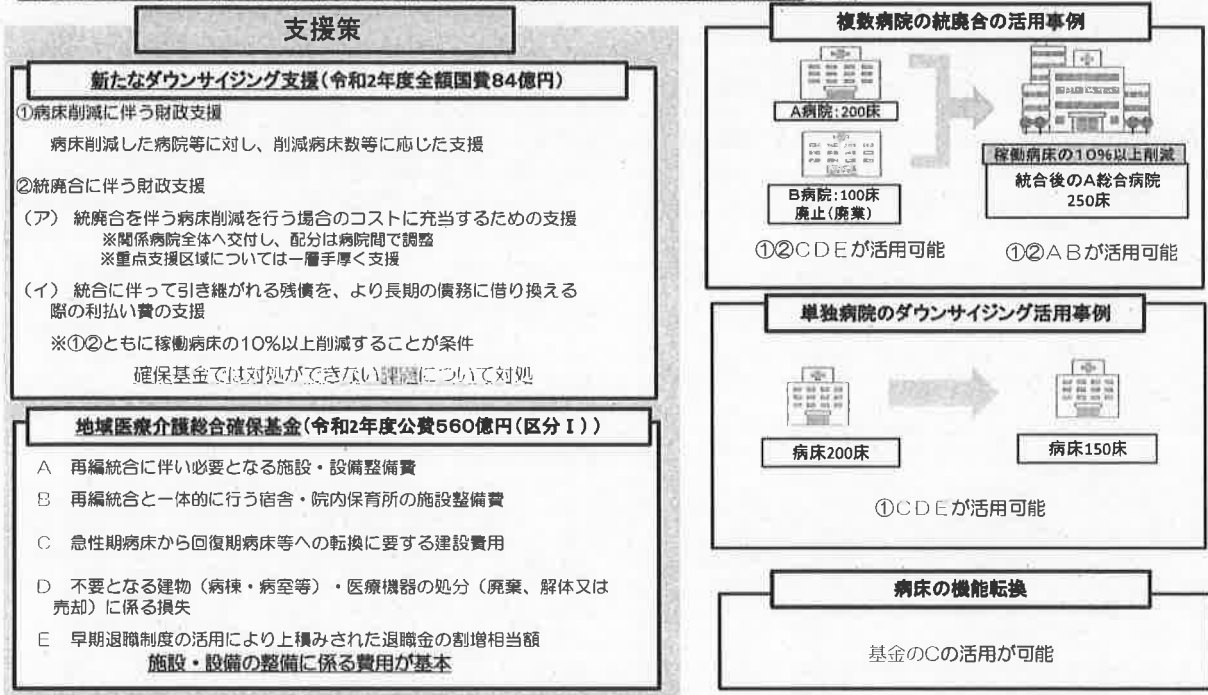 支援策
新たなダウンサイジング支援(令和2年度全額国費84億円)
①病床削減に伴う財政支援
病床削減した病院等に対し、削減病床数等に応じた支援
②統廃合に伴う財政支援
(ア) 統廃合を伴う病床削減を行う場合のコストに充当するための支援
※関係病院全体へ交付し、配分は病院間で調整
※重点支援区域については一層手厚く支援
(イ) 統合に伴って引き継がれる残債を、より長期の債務に借り換える
際の利払い費の支援
※①②ともに稼働病床の10%以上削減することが条件
確保基金では対処ができない課題について対処
地域医療介護総合確保基金(令和2年度公費560億円(区分Ⅰ))
A 再編統合に伴い必要となる施設・設備整備費
B 再編統合と一体的に行う宿舎・院内保育所の施設整備費
C 急性期病床から回復期病床等への転換に要する建設費用
D 不要となる建物(病棟・病室等)・医療機器の処分(廃棄、解体又は
売却)に係る損失
E 早期退職制度の活用により上積みされた退職金の割増相当額
施設・設備の整備に係る費用が基本
複数病院の統廃合の活用事例
A病院:200床
B病院:100床
廃止(廃業)
稼働病床の10%以上削減
統合後のA総合病院
250床
①②CDEが活用可能
①②ABが活用可能
単独病院のダウンサイジング活用事例
病床200床
病床150床
①CDEが活用可能
病床の機能転換
基金のCの活用が可能